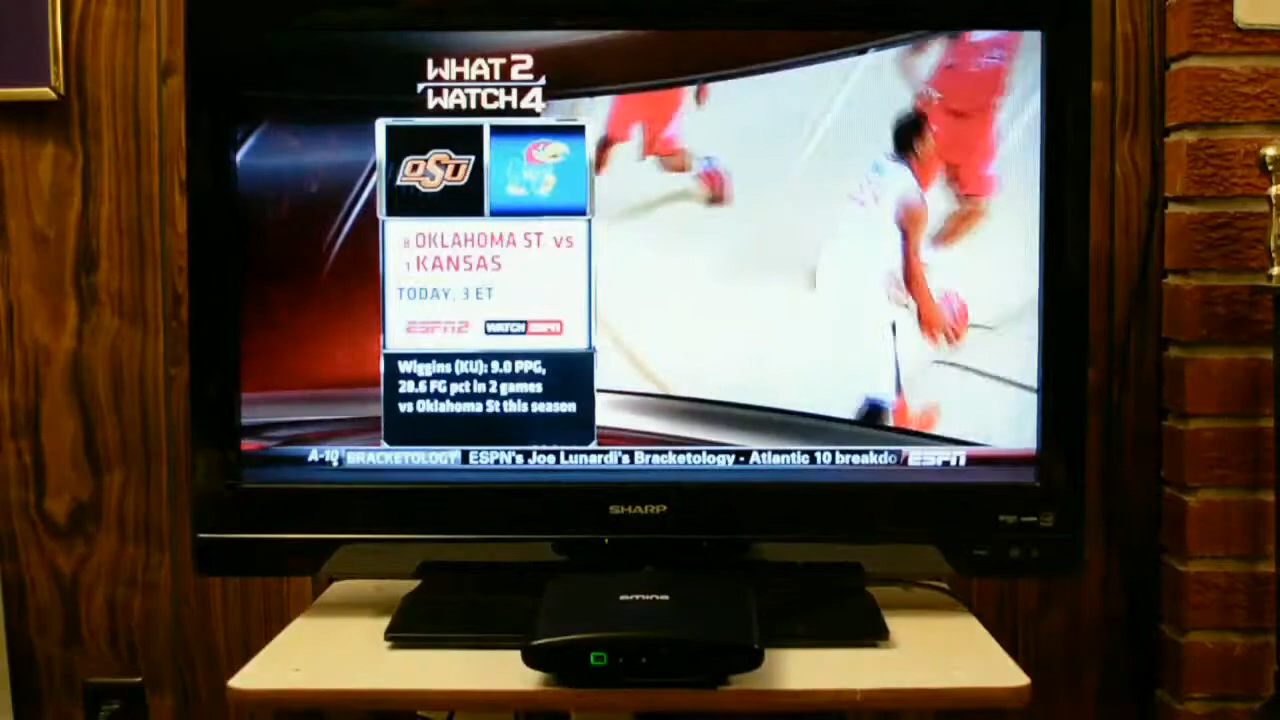 WHAT 2
WATCH 4
OSU
8 OKLAHOMA ST vs
1 KANSAS
TODAY, 3 ET
ESPN2 WATCH ESPN
Wiggins (KU): 9.0 PPG,
28.6 FG pct in 2 games
vs Oklahoma St this season
A-10 BRACKETOLOGY ESPN's Joe Lunardi's Bracketology - Atlantic 10 breakdo ESPN
SHARP
amino